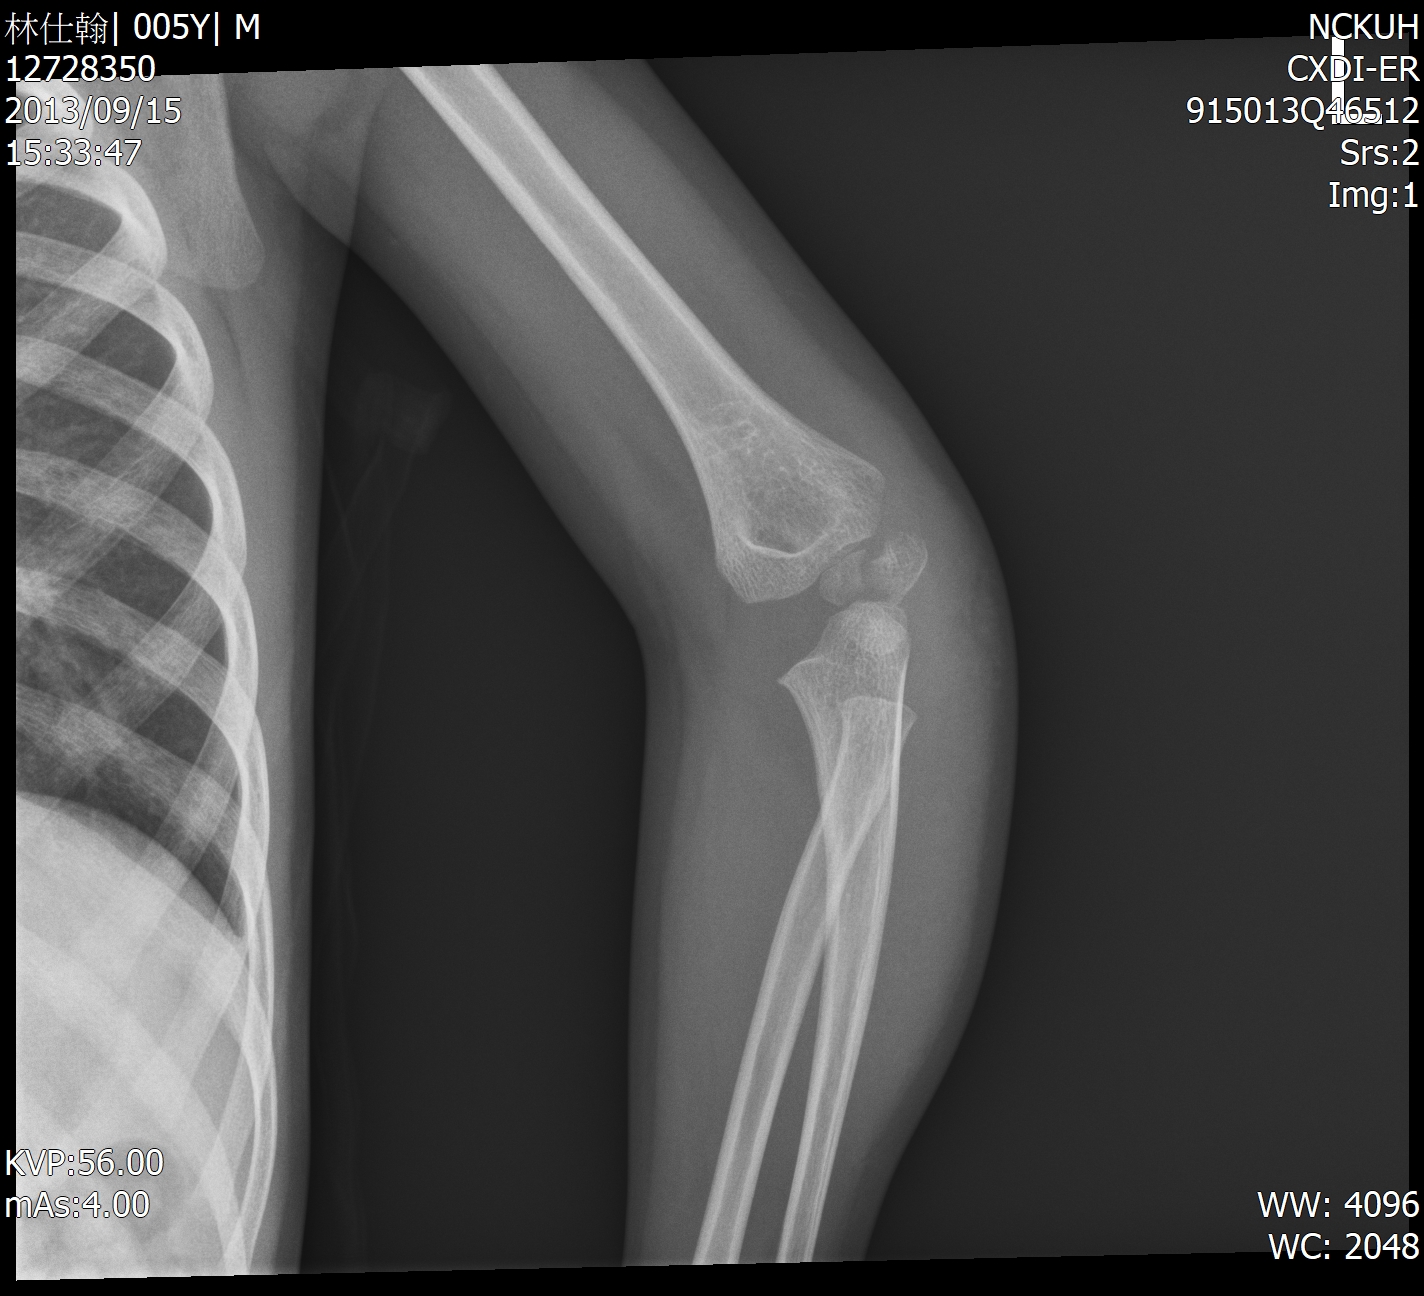 林仕翰| 005Y| M
12728350
2013/09/15
15:33:47
NCKUH
CXDI-ER
915013Q46512
Srs:2
Img:1
L
KVP:56.00
mAs:4.00
WW: 4096
WC: 2048